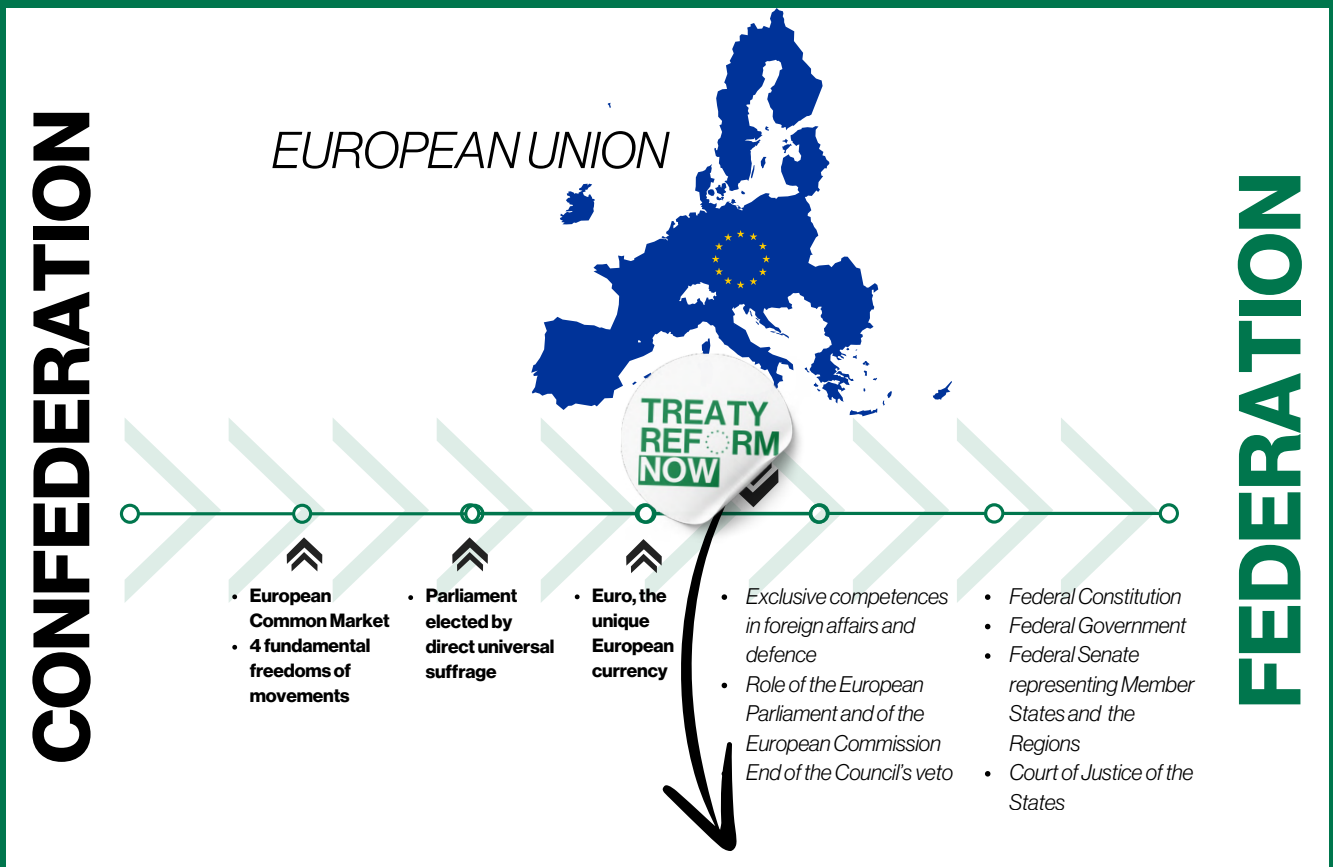 CONFEDERATION
EUROPEAN UNION
TREATY
REFORM
NOW
• European
Common Market
• 4 fundamental
freedoms of
movements
• Parliament
elected by
direct universal
suffrage
• Euro, the
unique
European
currency
• Exclusive competences
in foreign affairs and
defence
• Role of the European
Parliament and of the
European Commission
• End of the Council's veto
• Federal Constitution
• Federal Government
• Federal Senate
representing Member
States and the
Regions
• Court of Justice of the
States
FEDERATION